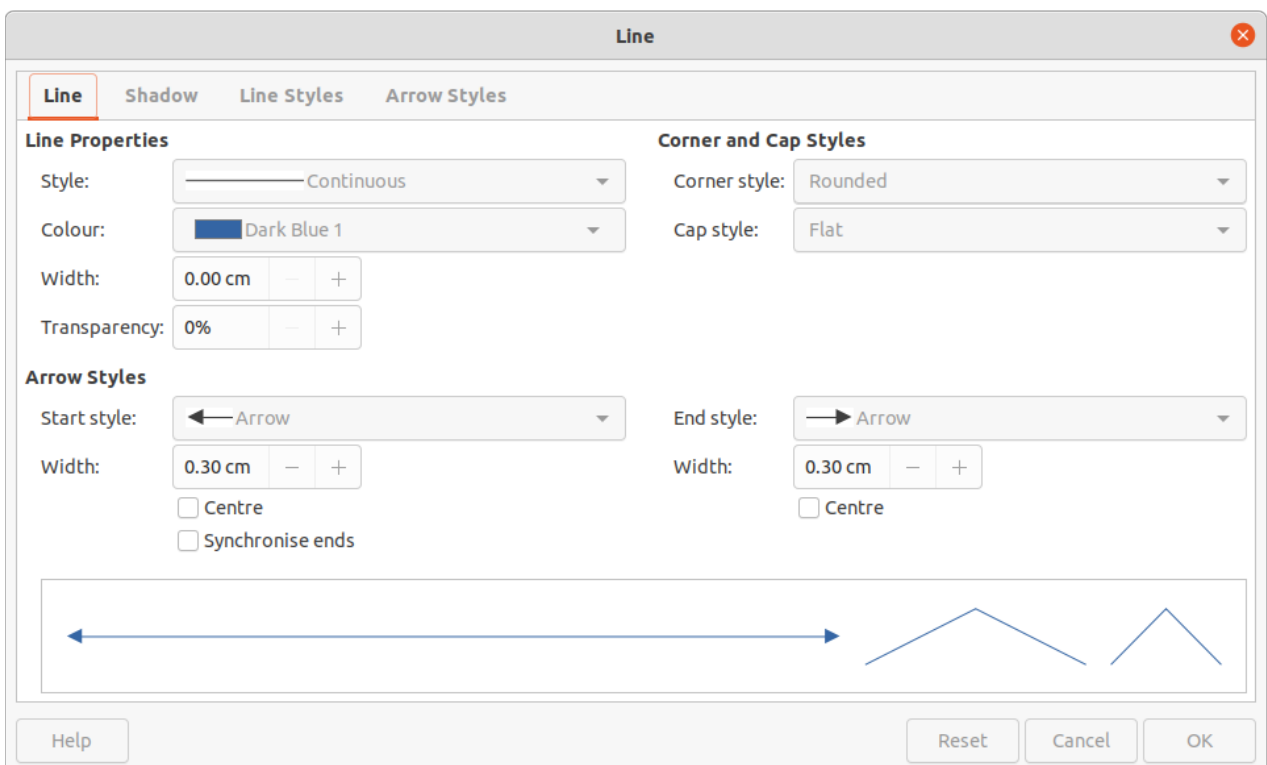 Line
Line Shadow Line Styles Arrow Styles
Line Properties
Style: Continuous
Colour: Dark Blue 1
Width: 0.00 cm − +
Transparency: 0% − +
Corner and Cap Styles
Corner style: Rounded
Cap style: Flat
Arrow Styles
Start style: Arrow
Width: 0.30 cm − +
Centre
Synchronise ends
End style: Arrow
Width: 0.30 cm − +
Centre
Help Reset Cancel OK